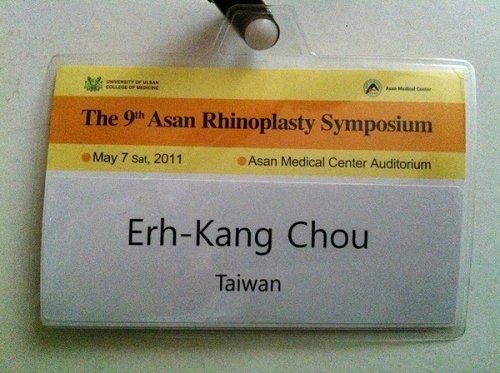 UNIVERSITY OF ULSAN
COLLEGE OF MEDICINE
Asan Medical Center
The 9th Asan Rhinoplasty Symposium
May 7 Sat, 2011
Asan Medical Center Auditorium
Erh-Kang Chou
Taiwan